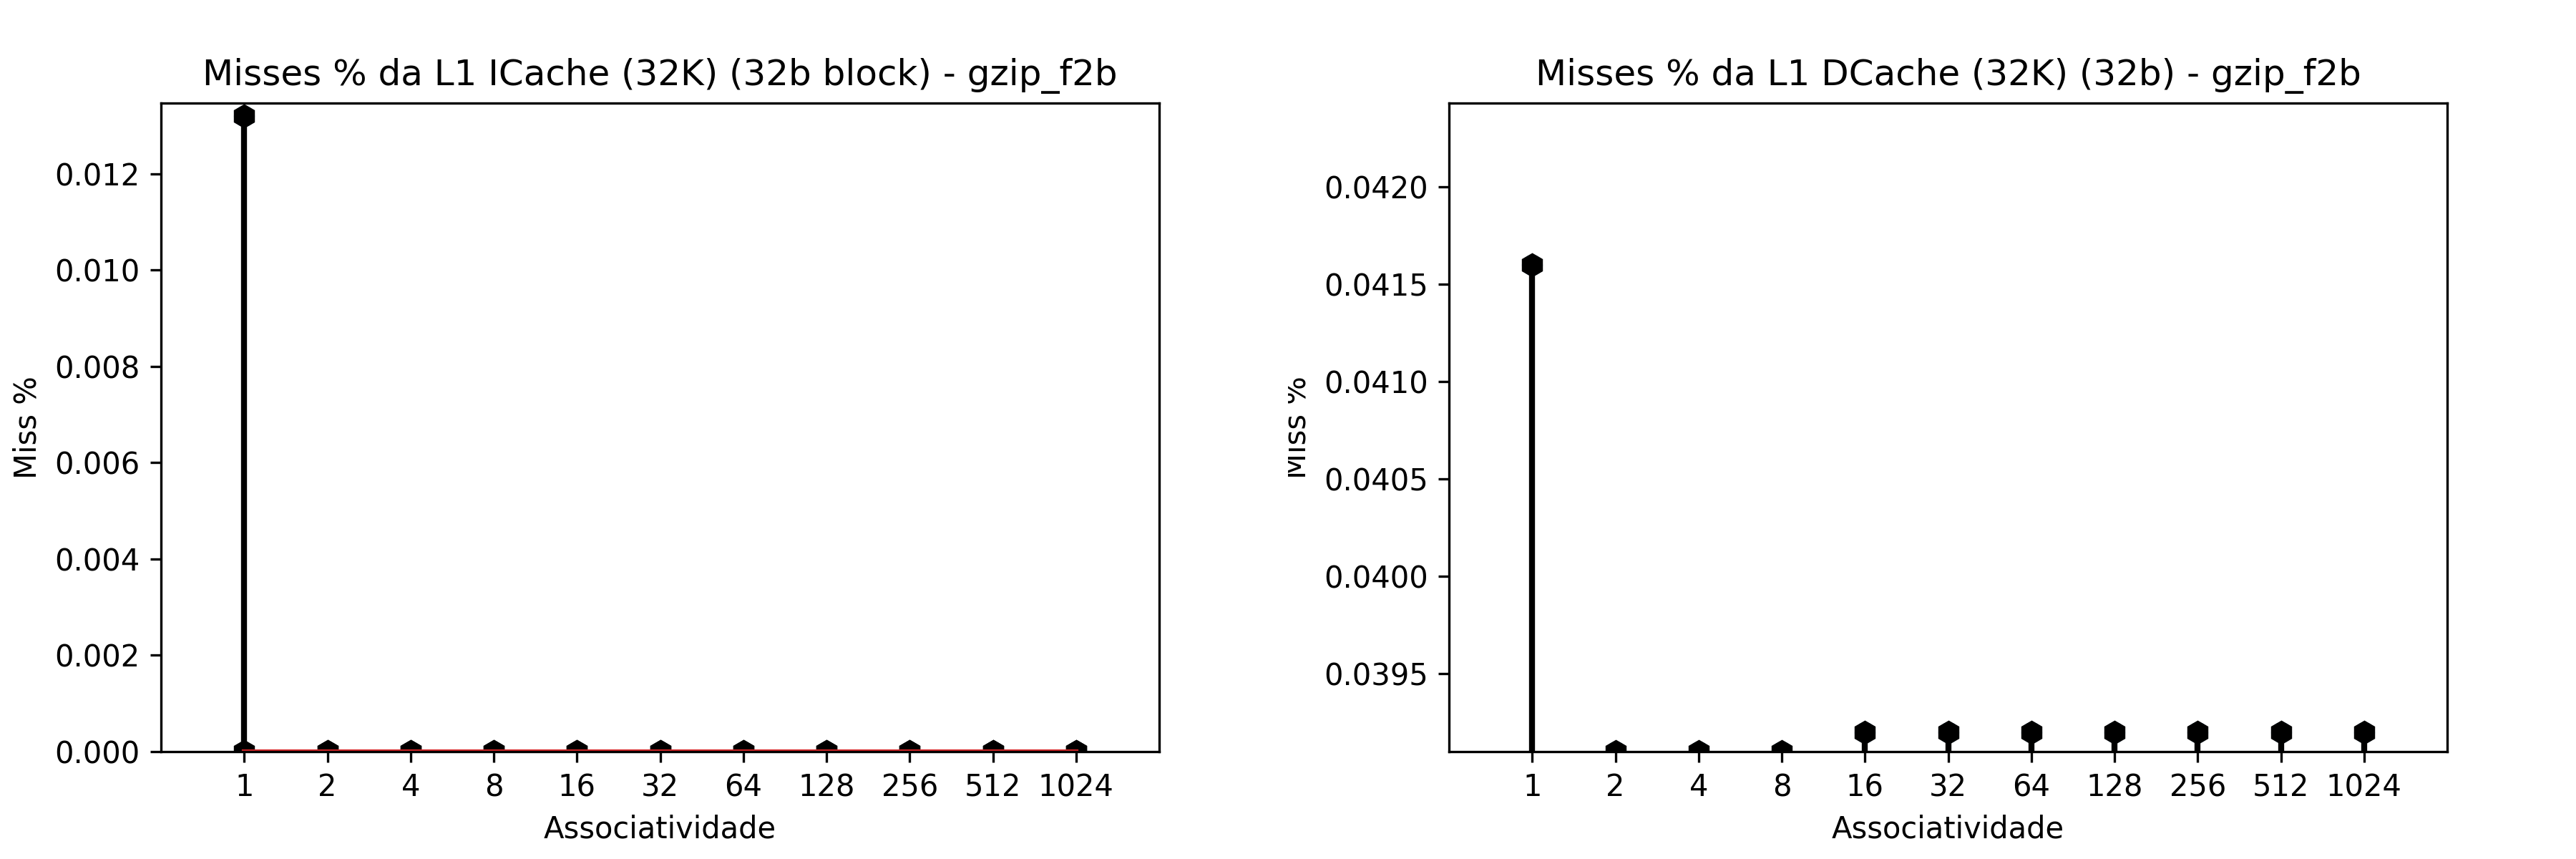 Misses % da L1 ICache (32K) (32b block) - gzip_f2b
0.012
0.010
0.008
0.006
0.004
0.002
0.000
Miss %
1 2 4 8 16 32 64 128 256 512 1024
Associatividade
Misses % da L1 DCache (32K) (32b) - gzip_f2b
0.0420
0.0415
0.0410
0.0405
0.0400
0.0395
Miss %
1 2 4 8 16 32 64 128 256 512 1024
Associatividade